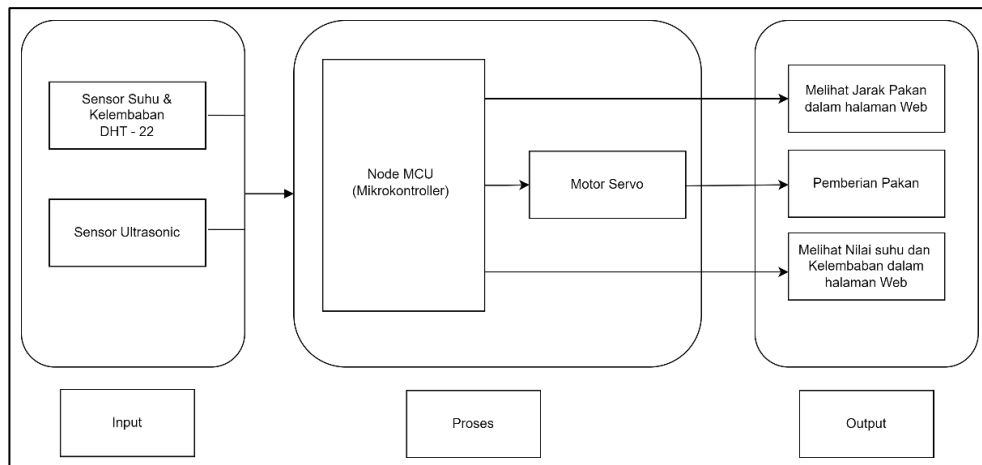 Sensor Suhu &
Kelembaban
DHT - 22
Sensor Ultrasonic
Node MCU
(Mikrokontroller)
Motor Servo
Melihat Jarak Pakan
dalam halaman Web
Pemberian Pakan
Melihat Nilai suhu dan
Kelembaban dalam
halaman Web
Input
Proses
Output